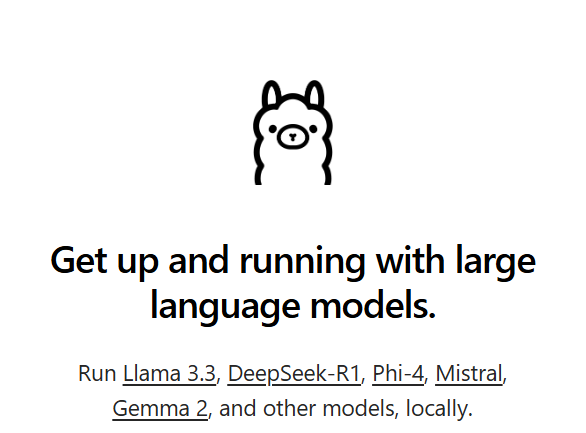 Get up and running with large
language models.
Run Llama 3.3, DeepSeek-R1, Phi-4, Mistral,
Gemma 2, and other models, locally.